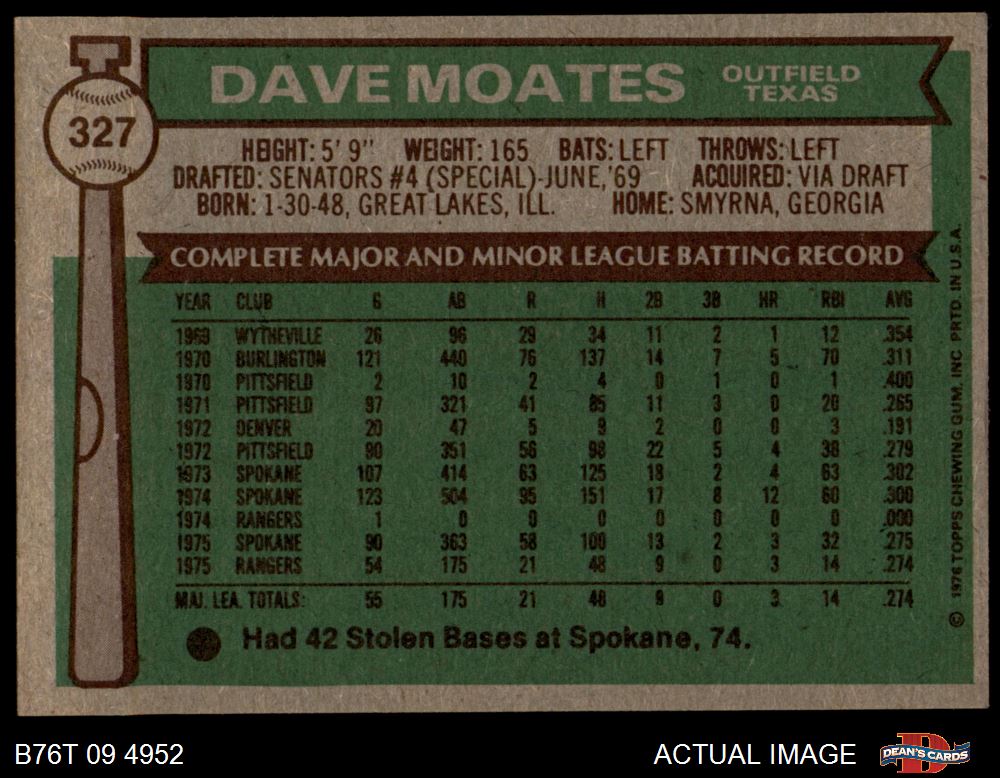 327
DAVE MOATES OUTFIELD TEXAS
HEIGHT: 5' 9" WEIGHT: 165 BATS: LEFT THROWS: LEFT
DRAFTED: SENATORS #4 (SPECIAL)-JUNE,'69 ACQUIRED: VIA DRAFT
BORN: 1-30-48, GREAT LAKES, ILL. HOME: SMYRNA, GEORGIA
COMPLETE MAJOR AND MINOR LEAGUE BATTING RECORD
YEAR CLUB G AB R H 2B 3B HR RBI AVG
1969 WYTHEVILLE 26 96 29 34 11 2 1 12 .354
1970 BURLINGTON 121 440 76 137 14 7 5 70 .311
1970 PITTSFIELD 2 10 2 4 0 1 0 1 .400
1971 PITTSFIELD 97 321 41 85 11 3 0 20 .265
1972 DENVER 20 47 5 9 2 0 0 3 .191
1972 PITTSFIELD 90 351 56 98 22 5 4 38 .279
1973 SPOKANE 107 414 63 125 18 2 4 63 .302
1974 SPOKANE 123 504 95 151 17 8 12 60 .300
1974 RANGERS 1 0 0 0 0 0 0 0 .000
1975 SPOKANE 90 363 58 100 13 2 3 32 .275
1975 RANGERS 54 175 21 48 9 0 3 14 .274
MAJ. LEA. TOTALS: 55 175 21 48 9 0 3 14 .274
Had 42 Stolen Bases at Spokane, 74.
© 1976 TOPPS CHEWING GUM, INC. PRTD. IN U.S.A.
B76T 09 4952 ACTUAL IMAGE DEAN'S CARDS